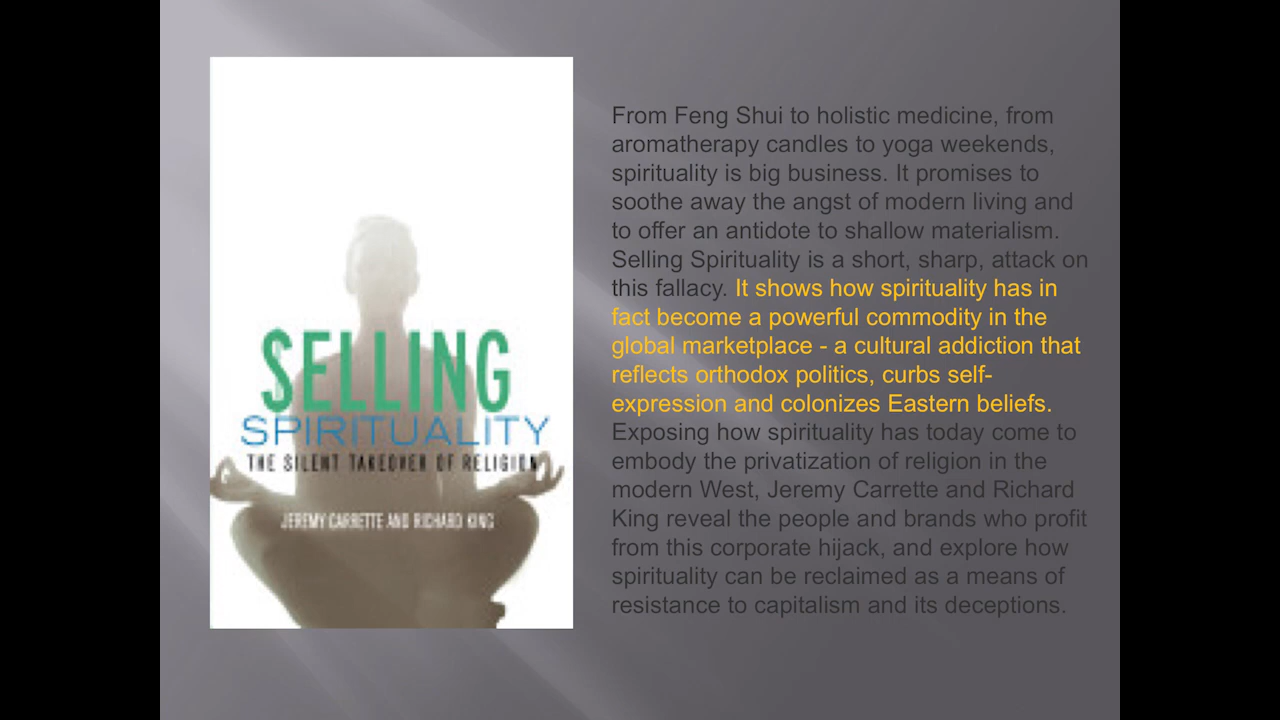 SELLING
SPIRITUALITY
THE SILENT TAKEOVER OF RELIGION
JEREMY CARRETTE AND RICHARD KING
From Feng Shui to holistic medicine, from
aromatherapy candles to yoga weekends,
spirituality is big business. It promises to
soothe away the angst of modern living and
to offer an antidote to shallow materialism.
Selling Spirituality is a short, sharp, attack on
this fallacy. It shows how spirituality has in
fact become a powerful commodity in the
global marketplace - a cultural addiction that
reflects orthodox politics, curbs self-
expression and colonizes Eastern beliefs.
Exposing how spirituality has today come to
embody the privatization of religion in the
modern West, Jeremy Carrette and Richard
King reveal the people and brands who profit
from this corporate hijack, and explore how
spirituality can be reclaimed as a means of
resistance to capitalism and its deceptions.